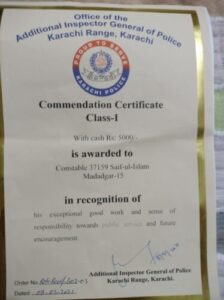 Office of the
Additional Inspector General of Police
Karachi Range, Karachi
PROUD TO SERVE
KARACHI POLICE
Commendation Certificate
Class-I
With cash Rs: 5000/-
is awarded to
Constable 37159 Saif-ul-Islam
Madadgat-15
in recognition of
his exceptional good work and sense of
responsibility towards public service and future
encouragement.
Additional Inspector General of Police
Karachi Range, Karachi.
Order No.
Dated